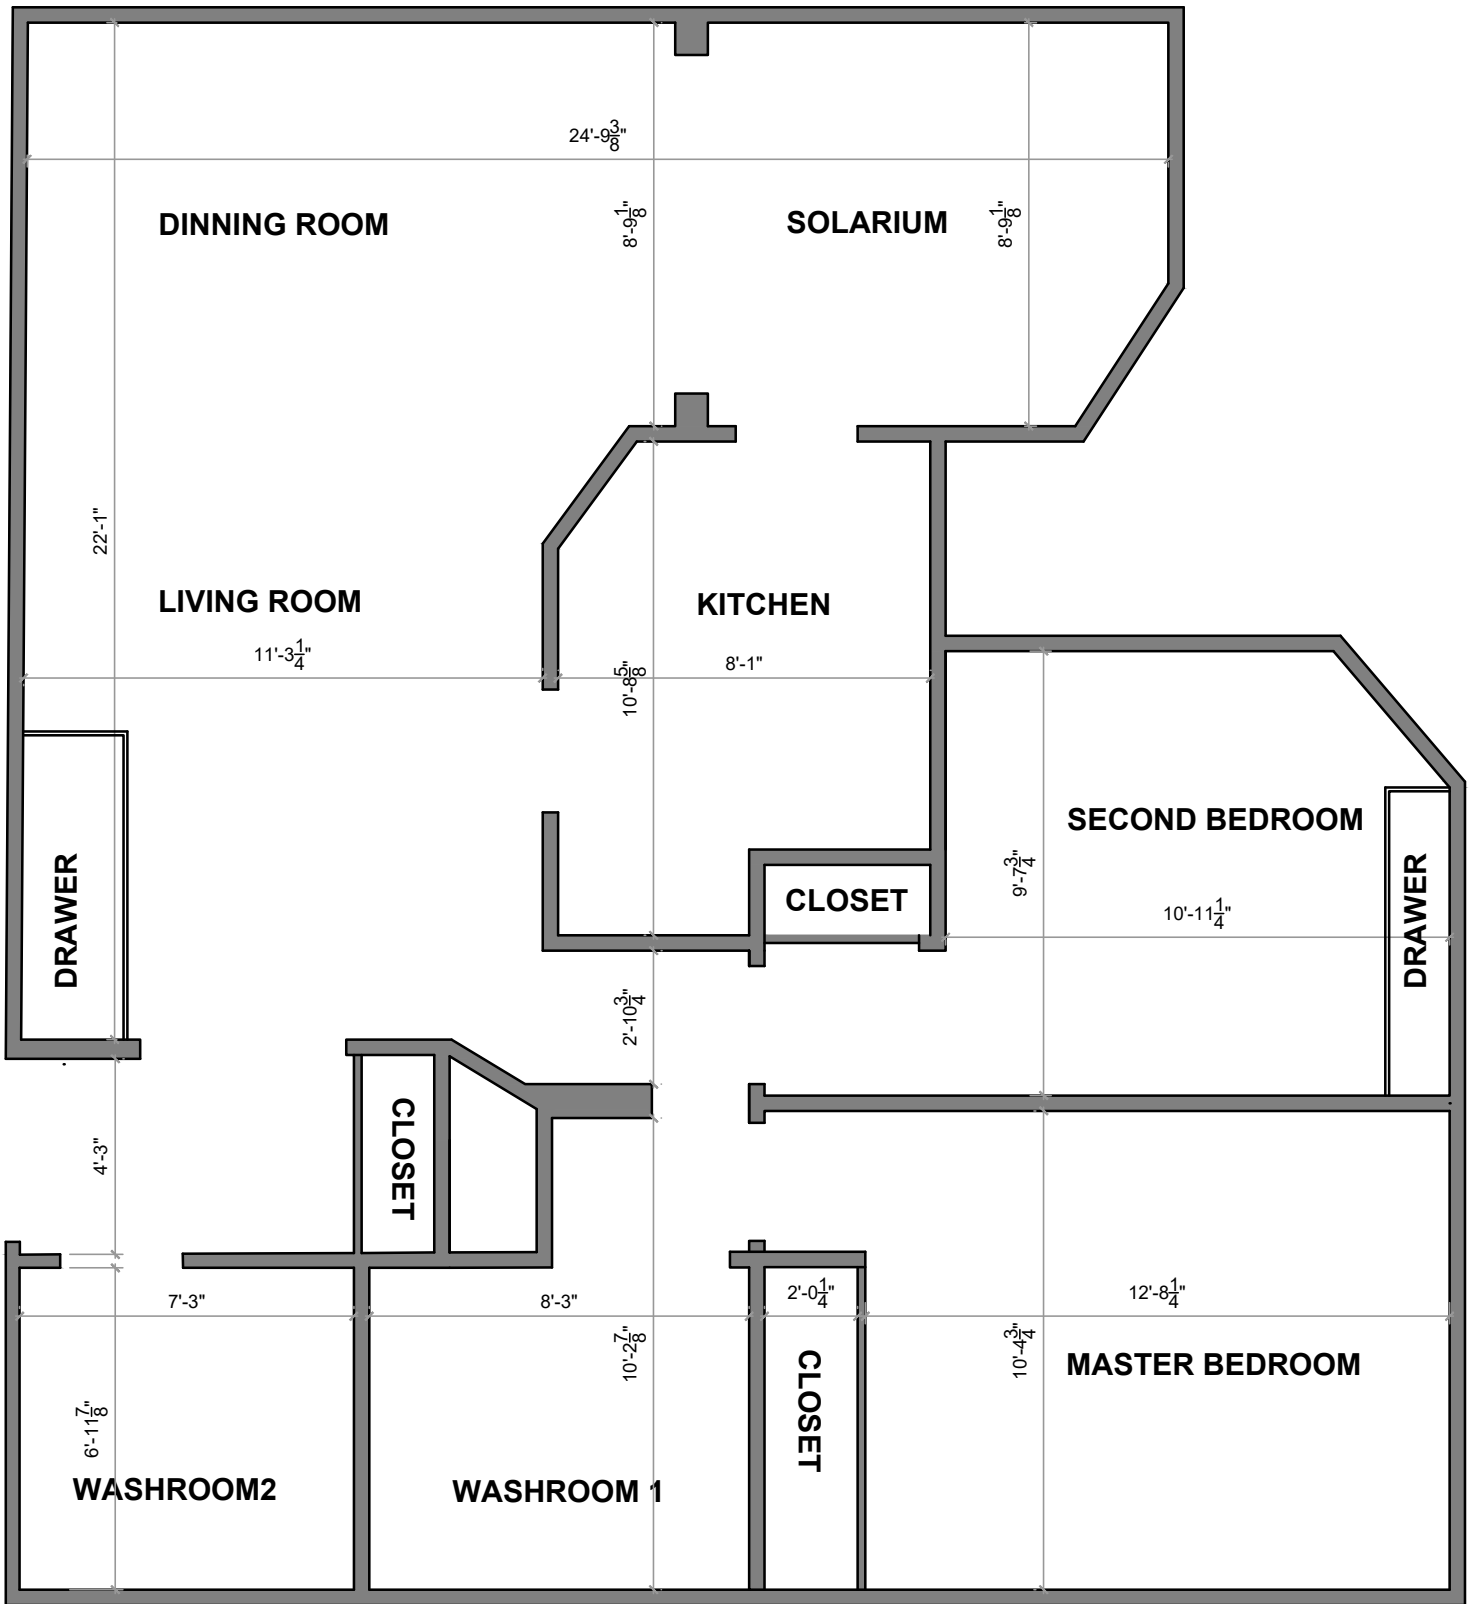 24'-9 3/8"
DINNING ROOM
8'-9 1/8"
SOLARIUM
8'-9 1/8"
22'-1"
LIVING ROOM
KITCHEN
11'-3 1/4"
10'-8 5/8"
8'-1"
SECOND BEDROOM
9'-7 3/4"
DRAWER
CLOSET
10'-11 1/4"
DRAWER
2'-10 3/4"
4'-3"
CLOSET
7'-3"
8'-3"
2'-0 1/4"
12'-8 1/4"
10'-2 7/8"
10'-4 3/4"
MASTER BEDROOM
CLOSET
6'-11 7/8"
WASHROOM2
WASHROOM 1